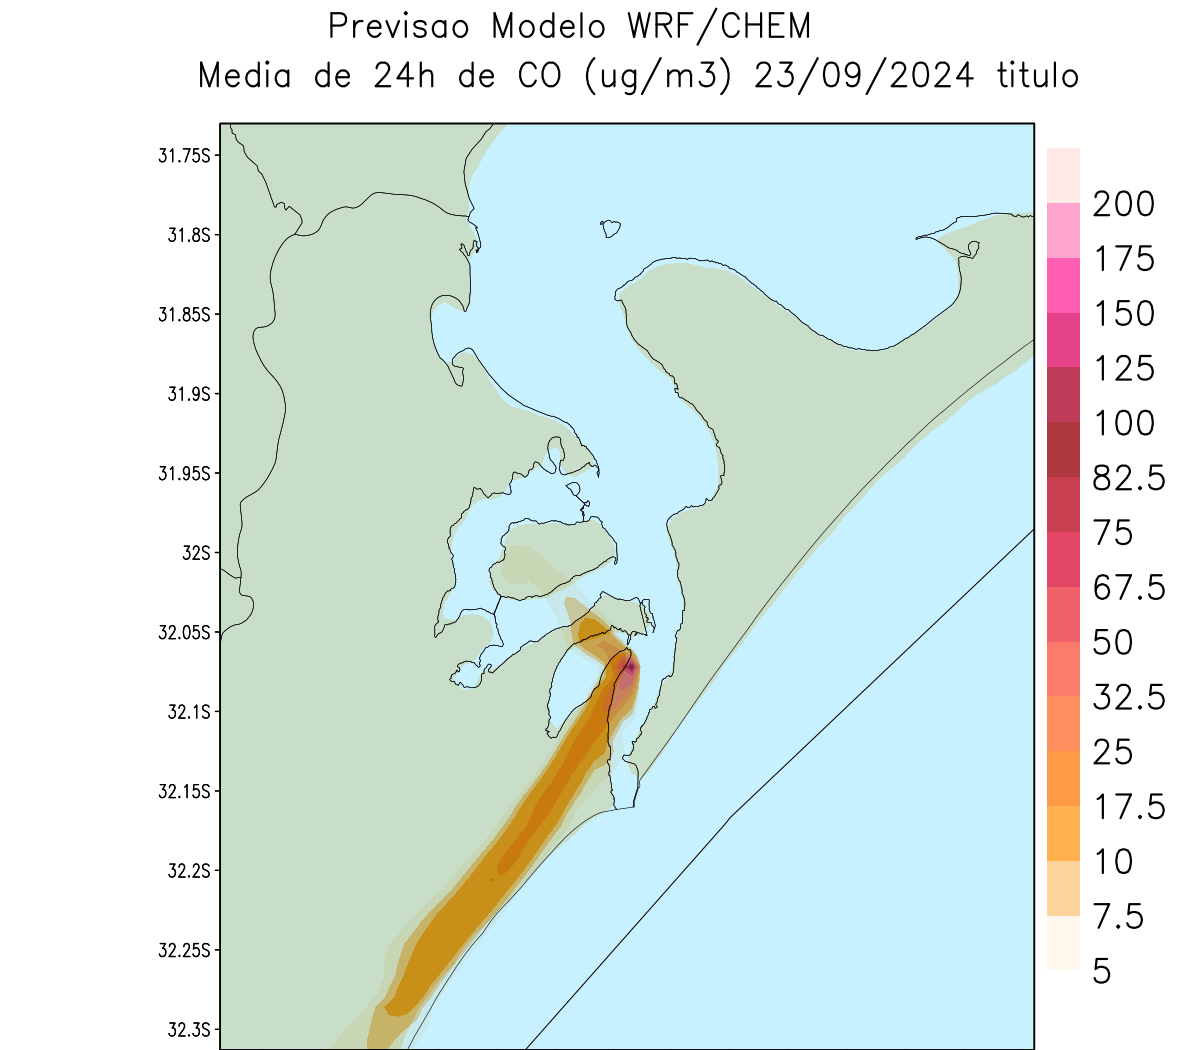 Previsao Modelo WRF/CHEM
Media de 24h de CO (ug/m3) 23/09/2024 titulo
31.75S
31.8S
31.85S
31.9S
31.95S
32S
32.05S
32.1S
32.15S
32.2S
32.25S
32.3S
200
175
150
125
100
82.5
75
67.5
50
32.5
25
17.5
10
7.5
5